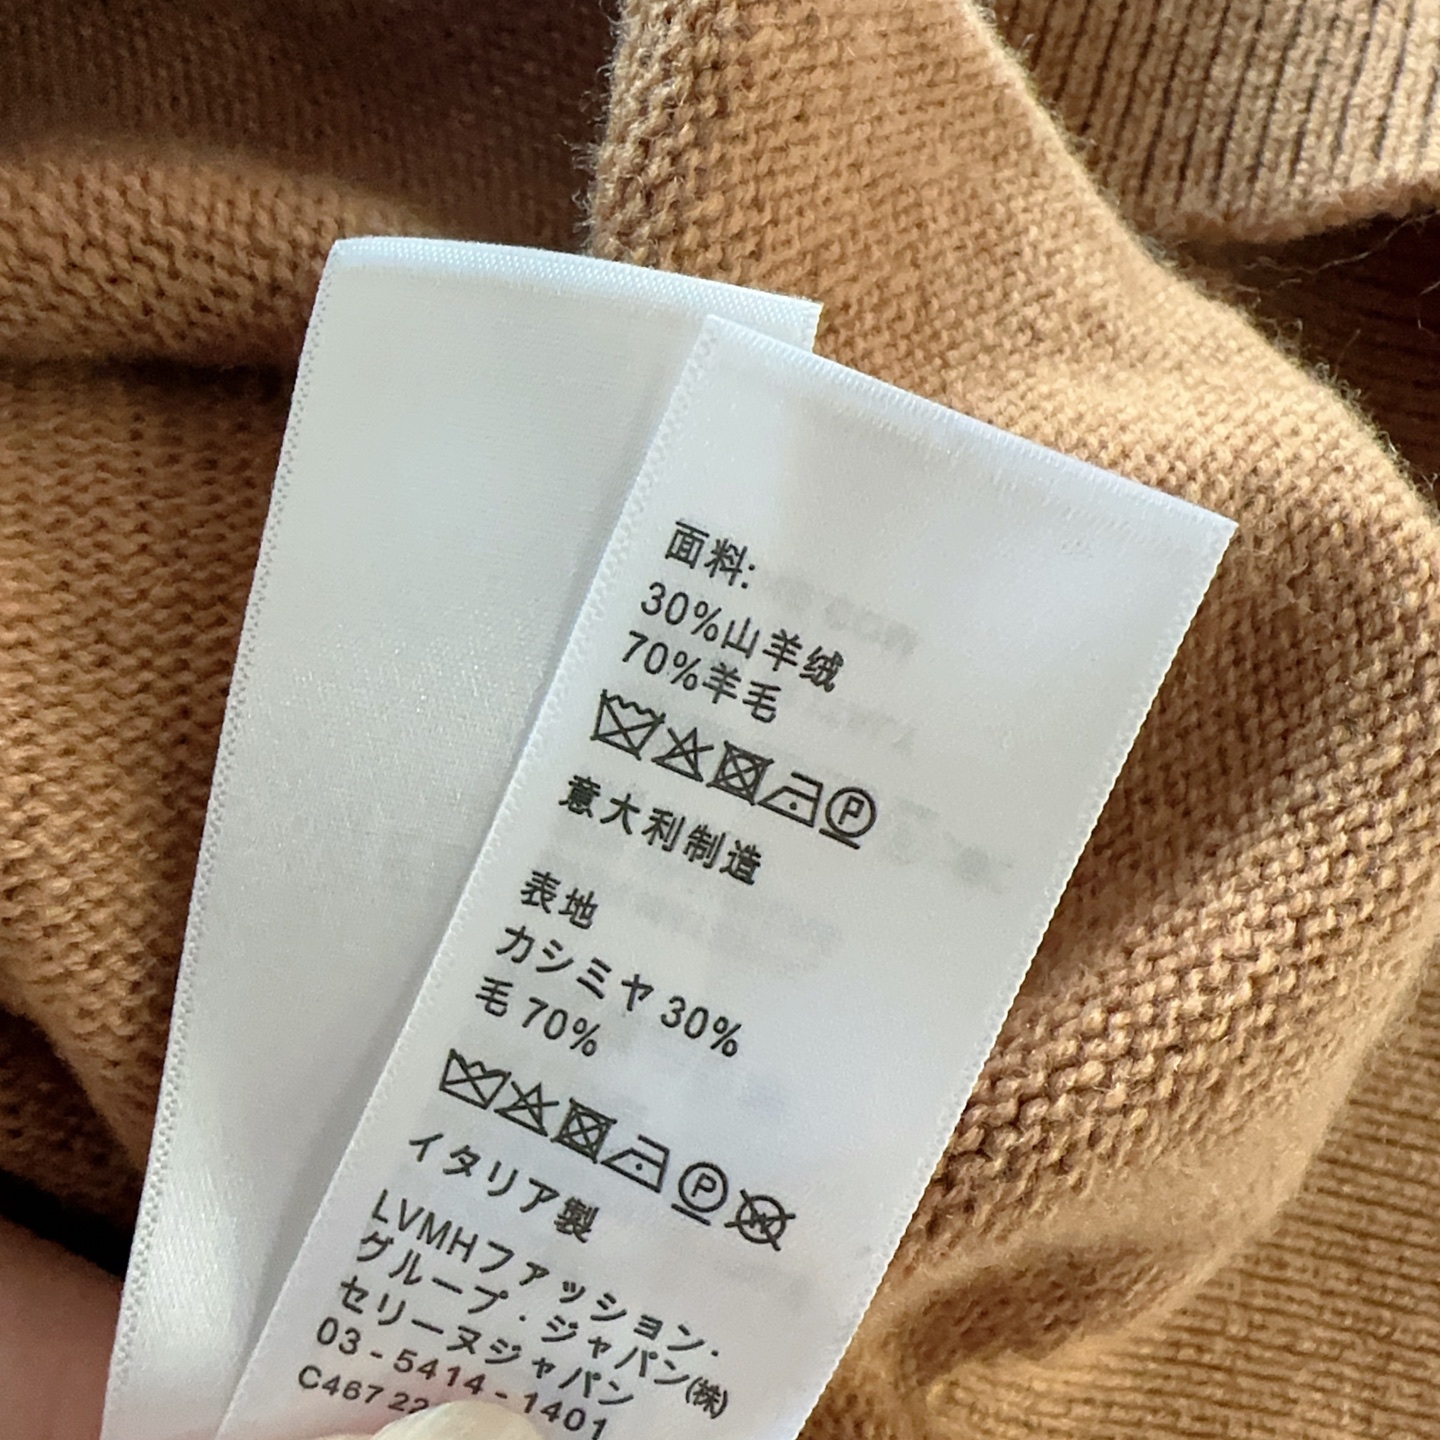 面料:
30%山羊绒
70%羊毛
P
意大利制造
表地
カシミヤ 30%
毛 70%
P W
イタリア製
LVMHファッション・
グループ・ジャパン(株)
セリーヌジャパン
03-5414-1401
C467 22